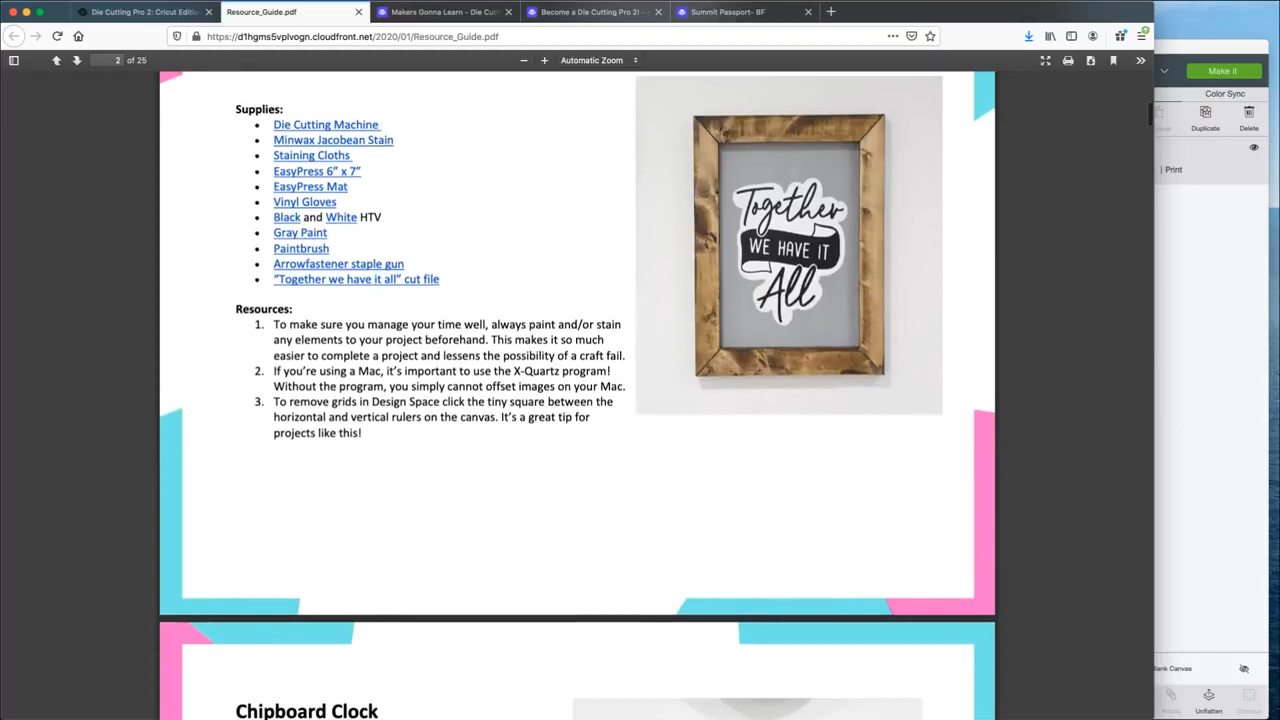 Die Cutting Pro 2: Cricut Editio
Resource_Guide.pdf
Makers Gonna Learn - Die Cut
Become a Die Cutting Pro 2! -
Summit Passport- BF
https://d1hgms5vplvogn.cloudfront.net/2020/01/Resource_Guide.pdf
2 of 25
Automatic Zoom
Make It
Color Sync
Duplicate
Delete
Print
Supplies:
• Die Cutting Machine
• Minwax Jacobean Stain
• Staining Cloths
• EasyPress 6” x 7”
• EasyPress Mat
• Vinyl Gloves
• Black and White HTV
• Gray Paint
• Paintbrush
• Arrowfastener staple gun
• “Together we have it all” cut file
Together
WE HAVE IT
All
Resources:
1. To make sure you manage your time well, always paint and/or stain
any elements to your project beforehand. This makes it so much
easier to complete a project and lessens the possibility of a craft fail.
2. If you’re using a Mac, it’s important to use the X-Quartz program!
Without the program, you simply cannot offset images on your Mac.
3. To remove grids in Design Space click the tiny square between the
horizontal and vertical rulers on the canvas. It’s a great tip for
projects like this!
Chipboard Clock
lank Canvas
Attach
Unflatten
Contour